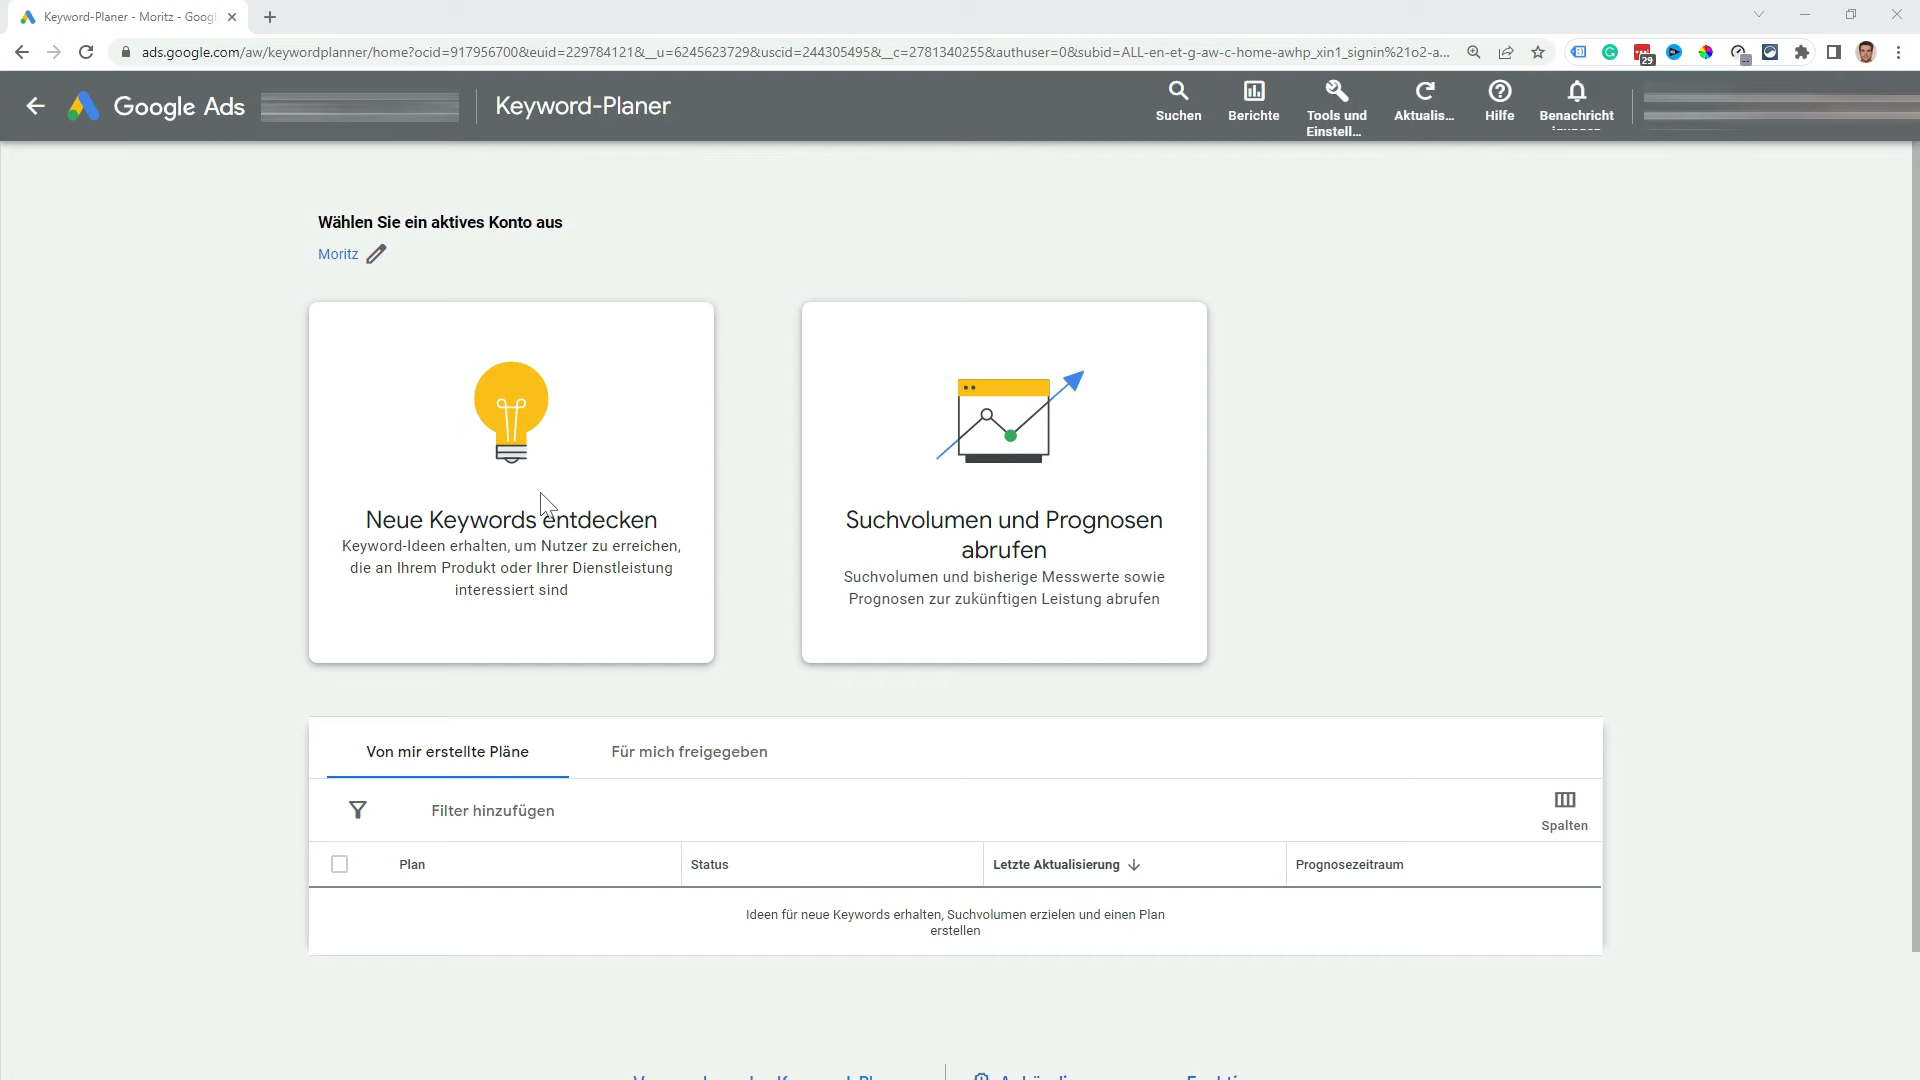 Keyword-Planer - Moritz - Googl
ads.google.com/aw/keywordplanner/home?ocid=917956700&euid=229784121&__u=6245623729&uscid=244305495&__c=2781340255&authuser=0&subid=ALL-en-et-g-aw-c-home-awhp_xin1_signin%21o2-a...
29
Google Ads
Keyword-Planer
Suchen
Berichte
Tools und
Einstell...
Aktualis...
Hilfe
Benachricht
Wählen Sie ein aktives Konto aus
Moritz
Neue Keywords entdecken
Keyword-Ideen erhalten, um Nutzer zu erreichen,
die an Ihrem Produkt oder Ihrer Dienstleistung
interessiert sind
Suchvolumen und Prognosen
abrufen
Suchvolumen und bisherige Messwerte sowie
Prognosen zur zukünftigen Leistung abrufen
Von mir erstellte Pläne
Für mich freigegeben
Filter hinzufügen
Spalten
Plan
Status
Letzte Aktualisierung
Prognosezeitraum
Ideen für neue Keywords erhalten, Suchvolumen erzielen und einen Plan
erstellen